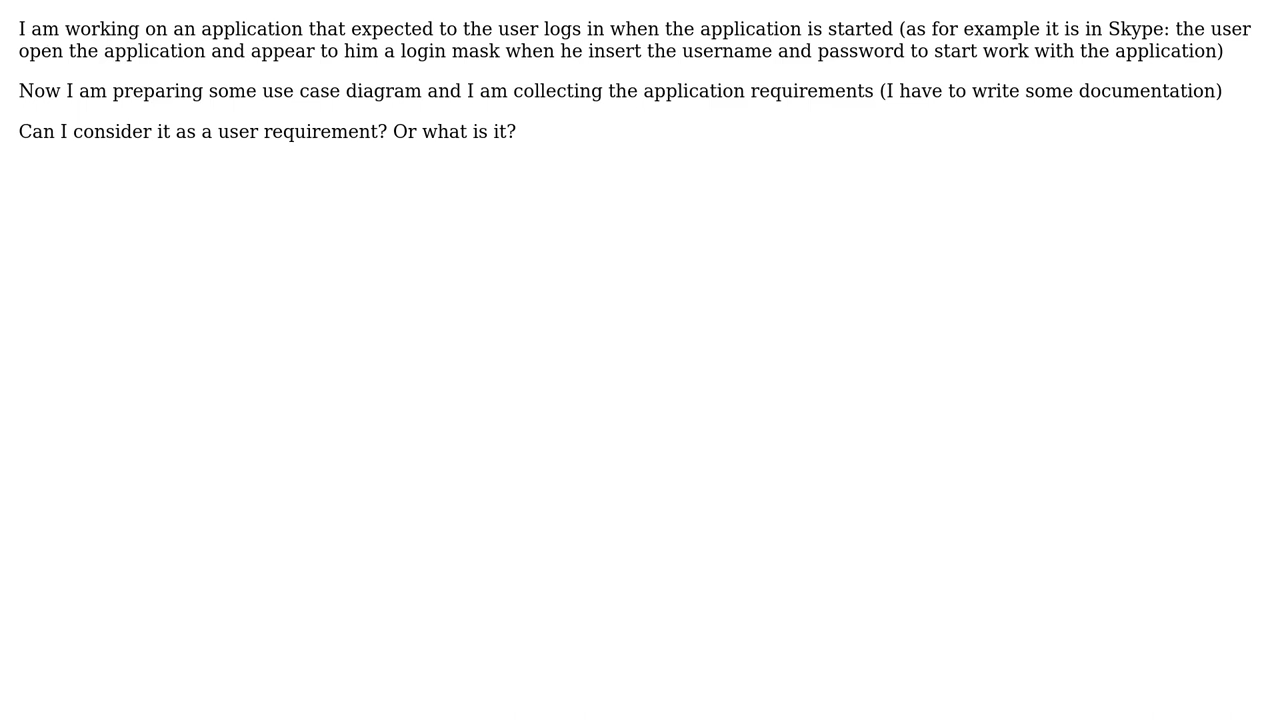 I am working on an application that expected to the user logs in when the application is started (as for example it is in Skype: the user
open the application and appear to him a login mask when he insert the username and password to start work with the application)
Now I am preparing some use case diagram and I am collecting the application requirements (I have to write some documentation)
Can I consider it as a user requirement? Or what is it?